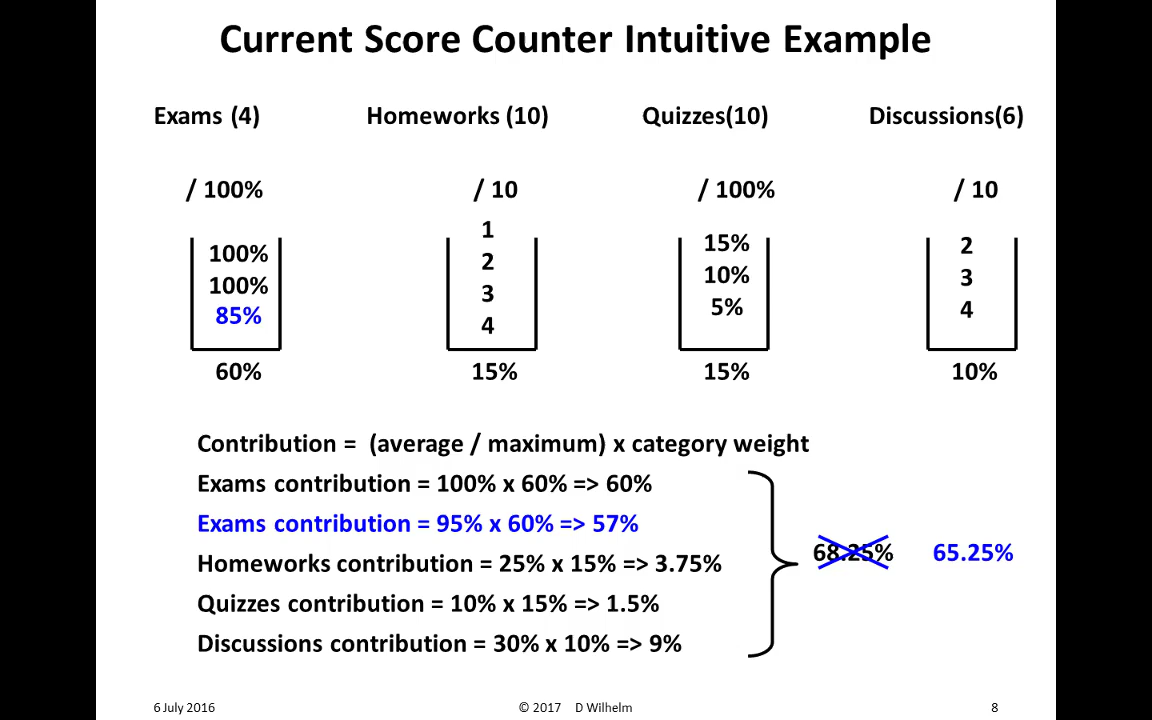 Current Score Counter Intuitive Example
Exams (4) Homeworks (10) Quizzes(10) Discussions(6)
/ 100% / 10 / 100% / 10
1
100% 2 15% 2
100% 3 10% 3
85% 4 5% 4
60% 15% 15% 10%
Contribution = (average / maximum) x category weight
Exams contribution = 100% x 60% => 60%
Exams contribution = 95% x 60% => 57%
68.25% 65.25%
Homeworks contribution = 25% x 15% => 3.75%
Quizzes contribution = 10% x 15% => 1.5%
Discussions contribution = 30% x 10% => 9%
6 July 2016 © 2017 D Wilhelm 8